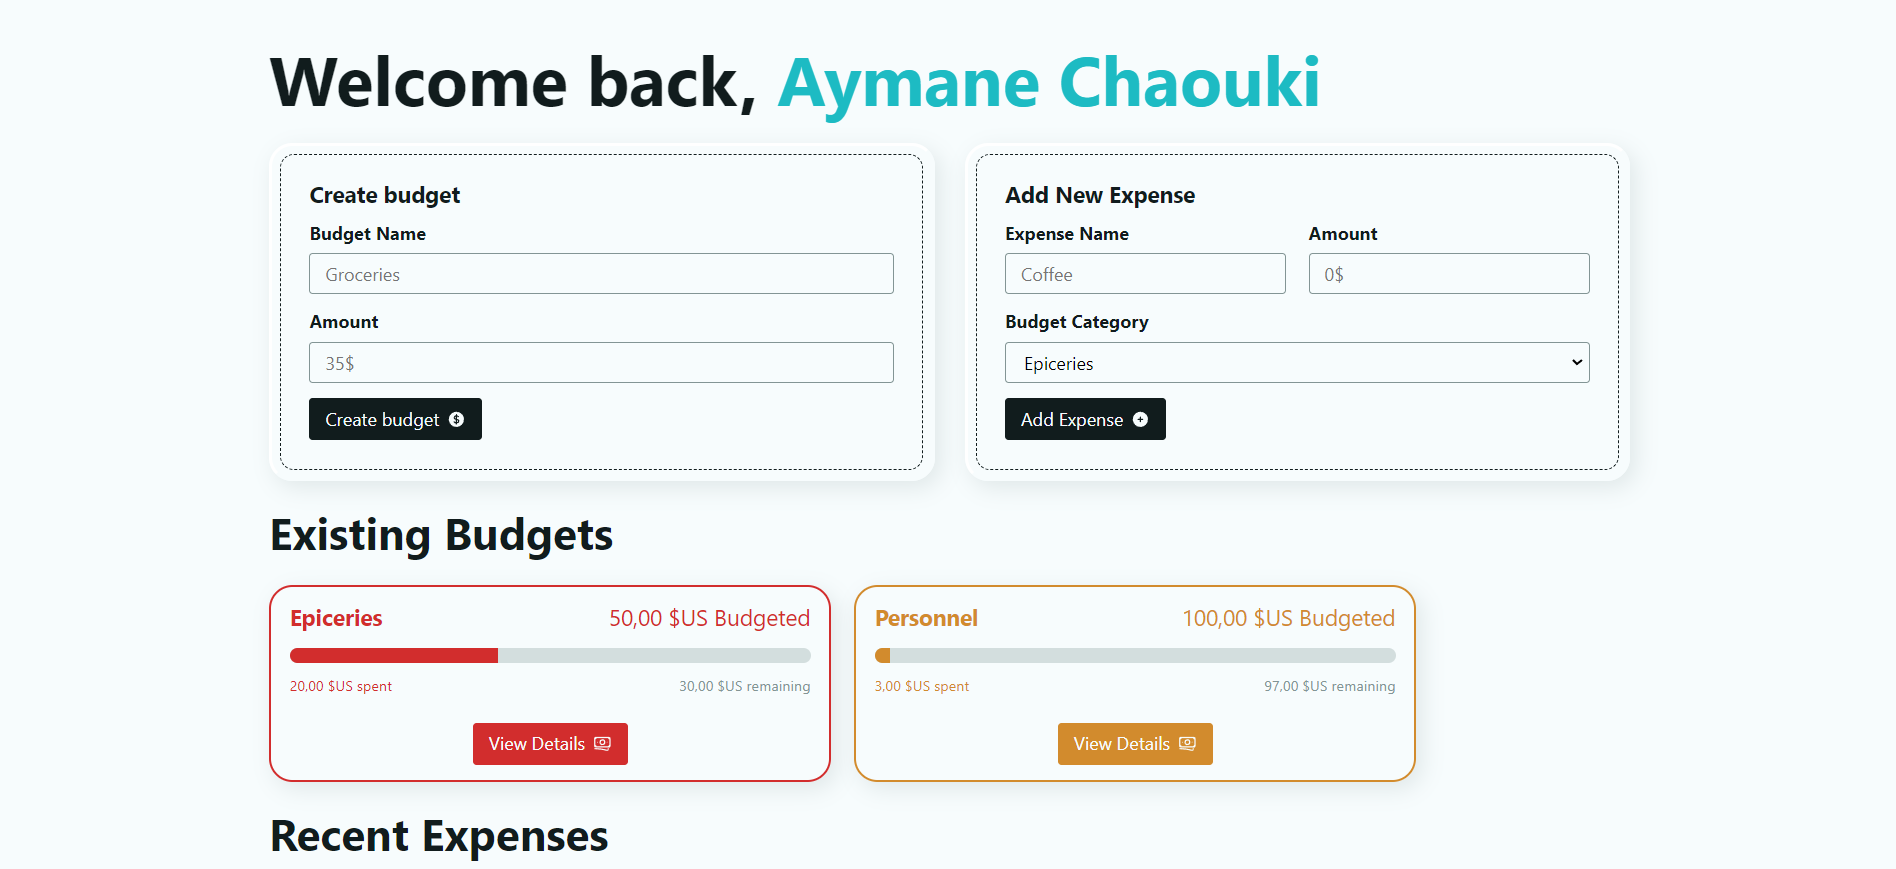 Welcome back, Aymane Chaouki
Create budget
Budget Name
Groceries
Amount
35$
Create budget
Add New Expense
Expense Name
Amount
Coffee
0$
Budget Category
Epiceries
Add Expense
Existing Budgets
Epiceries
50,00 $US Budgeted
20,00 $US spent
30,00 $US remaining
View Details
Personnel
100,00 $US Budgeted
3,00 $US spent
97,00 $US remaining
View Details
Recent Expenses